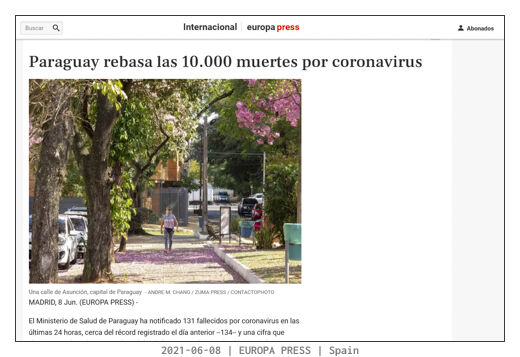 Buscar
Internacional europa press
Abonados
Paraguay rebasa las 10.000 muertes por coronavirus
Una calle de Asunción, capital de Paraguay - ANDRE M. CHANG / ZUMA PRESS / CONTACTOPHOTO
MADRID, 8 Jun. (EUROPA PRESS) -
El Ministerio de Salud de Paraguay ha notificado 131 fallecidos por coronavirus en las
últimas 24 horas, cerca del récord registrado el día anterior --134-- y una cifra que
2021-06-08 | EUROPA PRESS | Spain